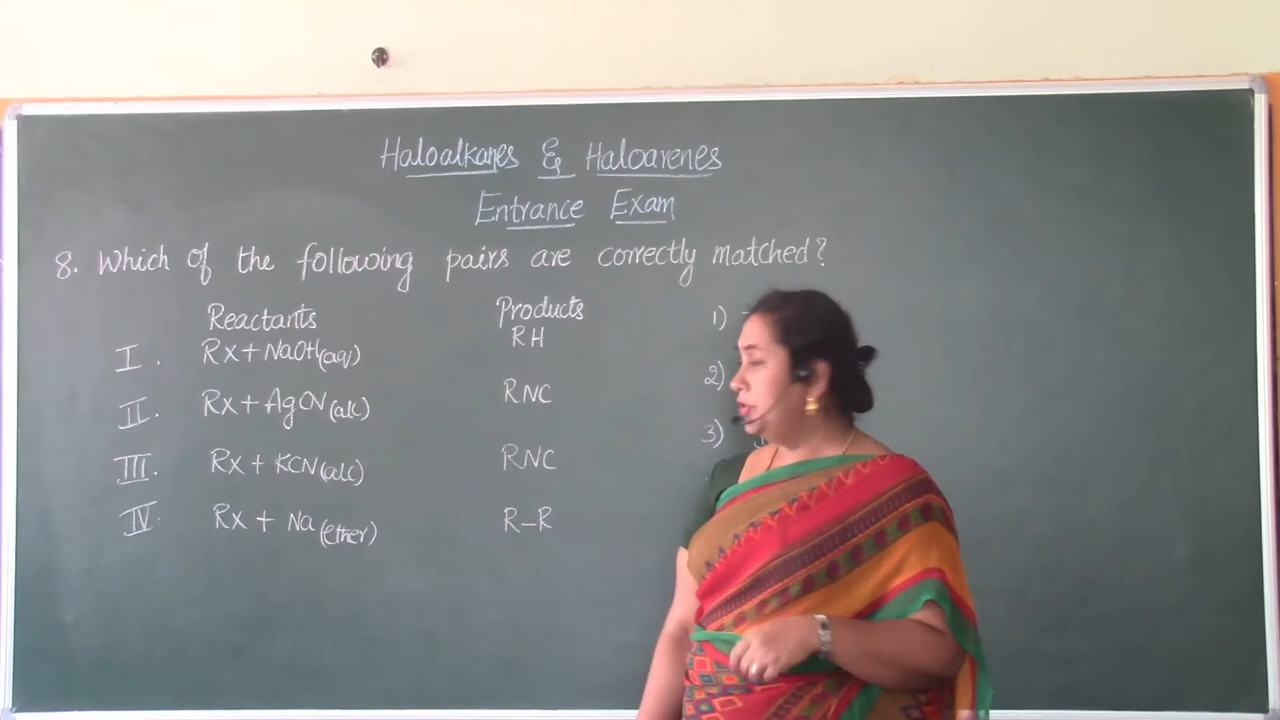 Haloalkanes & Haloarenes
Entrance Exam
8. Which of the following pairs are correctly matched?
Reactants Products
I. RX + NaOH(aq) RH
II. RX + AgCN(alc) RNC
III. RX + KCN(alc) RNC
IV. RX + Na(ether) R–R
1)
2)
3)